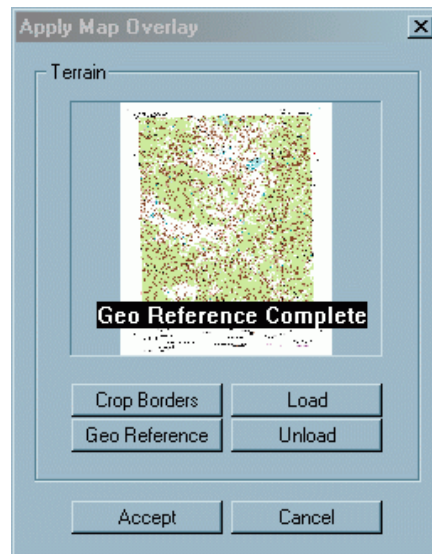 Apply Map Overlay
Terrain
Geo Reference Complete
Crop Borders
Load
Geo Reference
Unload
Accept
Cancel